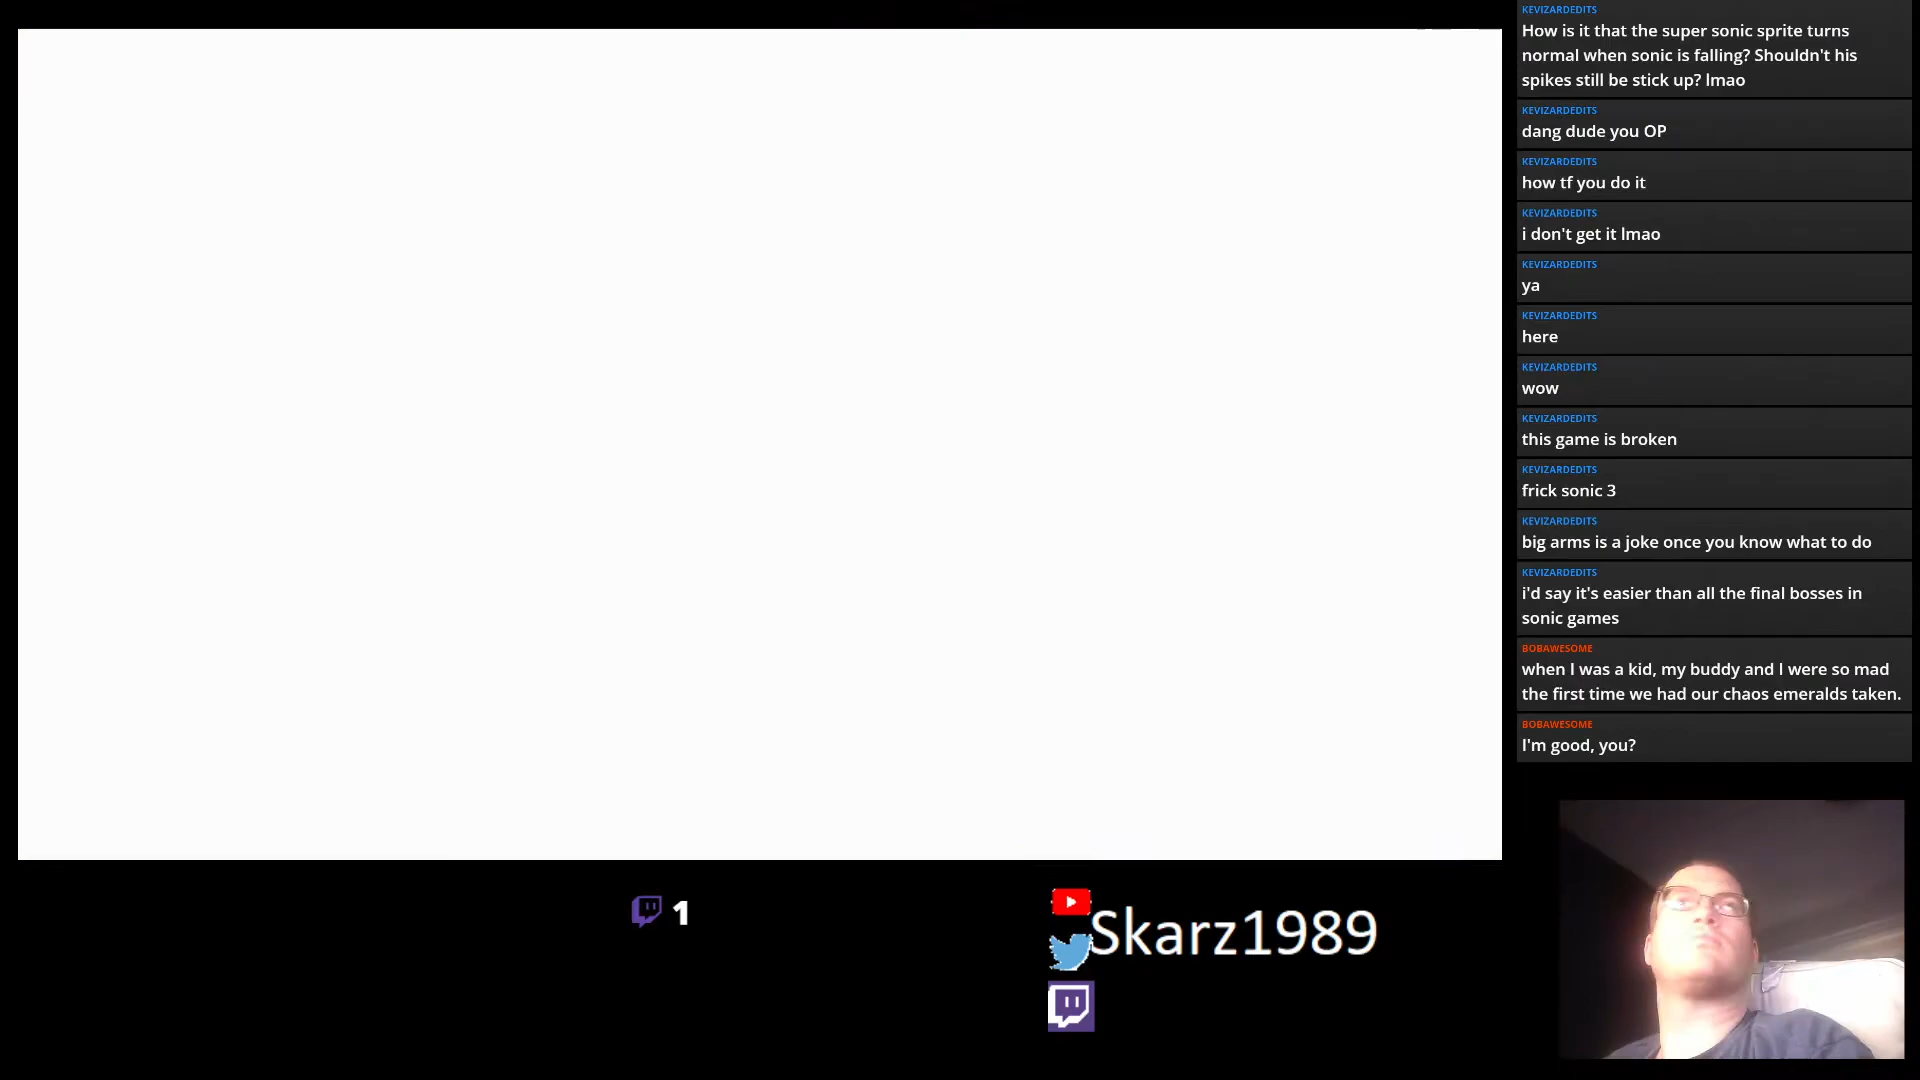 KEVIZARDEDITS
How is it that the super sonic sprite turns
normal when sonic is falling? Shouldn't his
spikes still be stick up? lmao
KEVIZARDEDITS
dang dude you OP
KEVIZARDEDITS
how tf you do it
KEVIZARDEDITS
i don't get it lmao
KEVIZARDEDITS
ya
KEVIZARDEDITS
here
KEVIZARDEDITS
wow
KEVIZARDEDITS
this game is broken
KEVIZARDEDITS
frick sonic 3
KEVIZARDEDITS
big arms is a joke once you know what to do
KEVIZARDEDITS
i'd say it's easier than all the final bosses in
sonic games
BOBAWESOME
when I was a kid, my buddy and I were so mad
the first time we had our chaos emeralds taken.
BOBAWESOME
I'm good, you?
1
Skarz1989